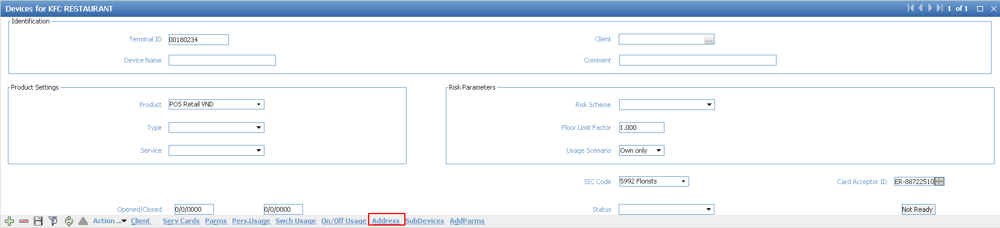 Devices for KFC RESTAURANT 1 of 1
Identification
Terminal ID 00180234 Client ...
Device Name Comment
Product Settings Risk Parameters
Product POS Retail VND Risk Scheme
Type Floor Limit Factor 1.000
Service Usage Scenario Own only
SIC Code 5992 Florists Card Acceptor ID ER-88722510
Opened/Closed 0/0/0000 0/0/0000 Status Not Ready
Action ... Client Serv Cards Parms Pers.Usage Swch Usage On/Off Usage Address SubDevices AddParms